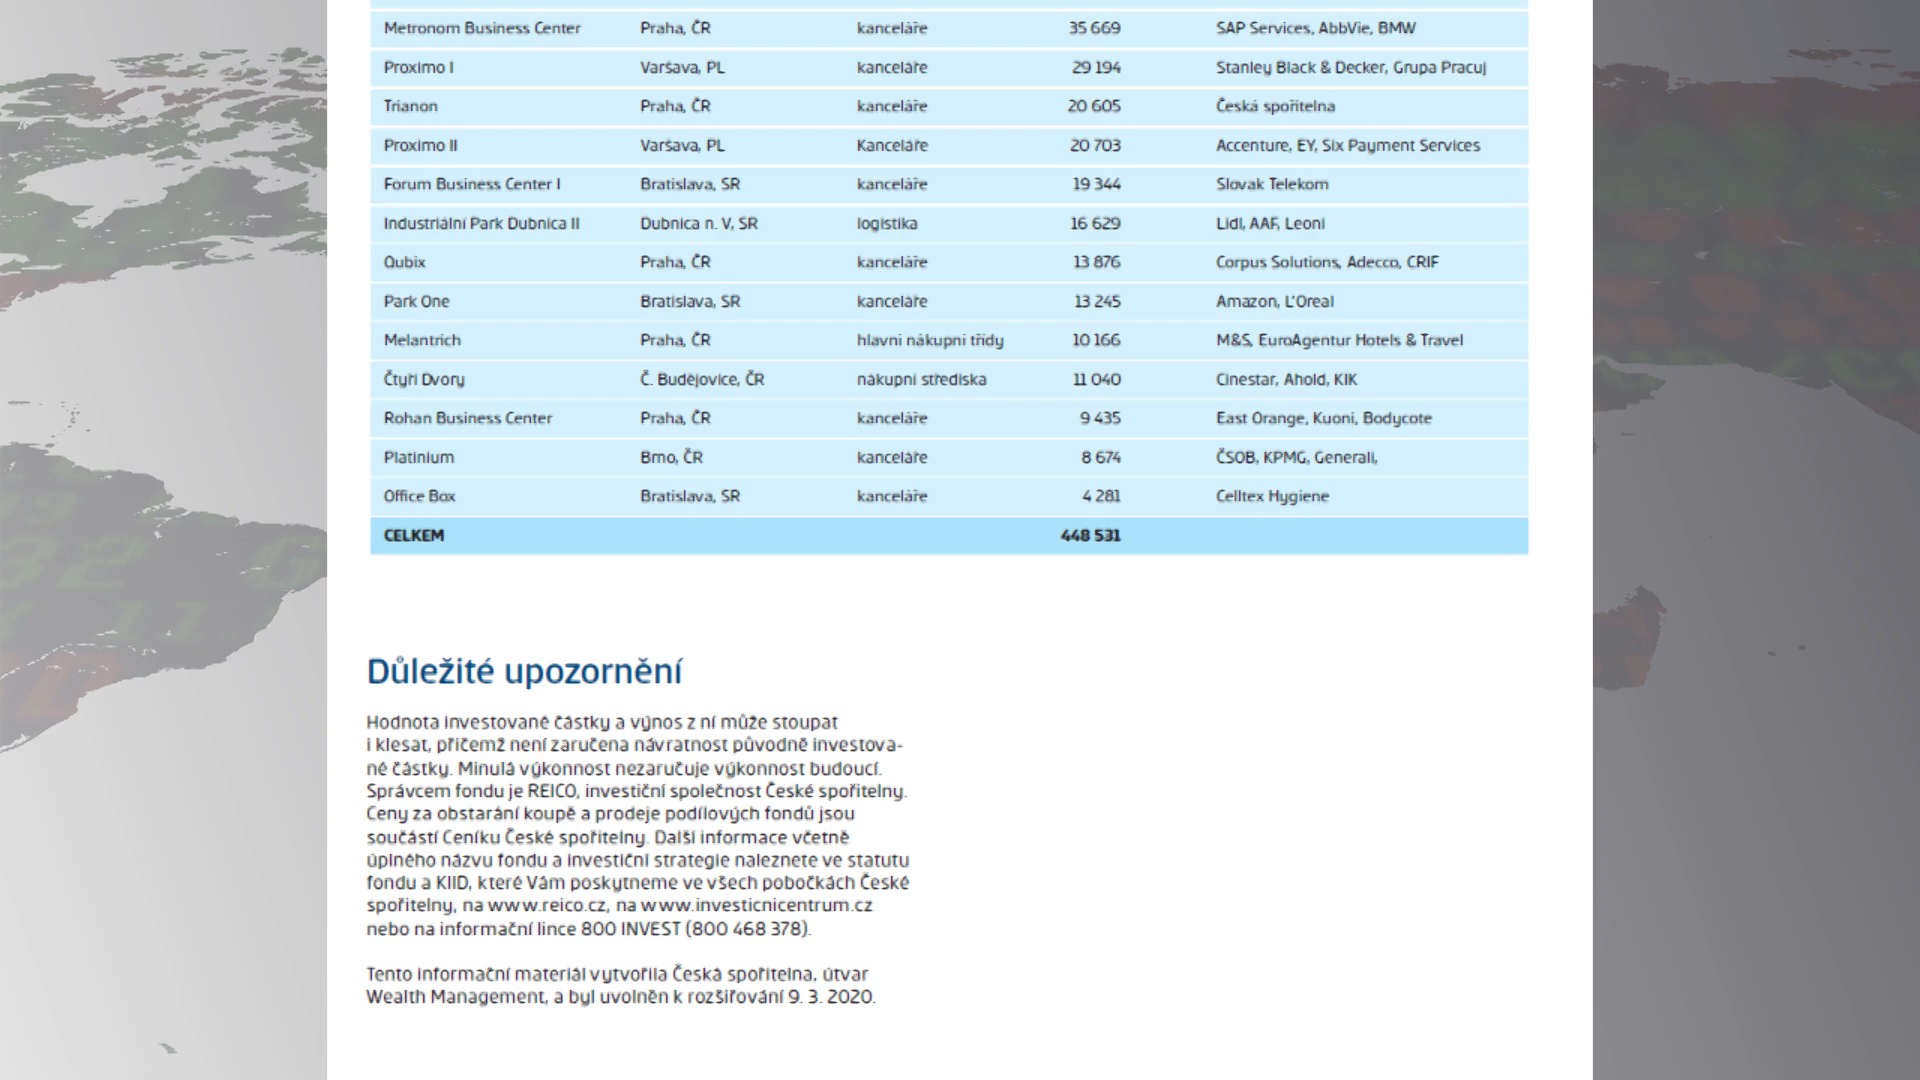 Metronom Business Center Praha, ČR kanceláře 35 669 SAP Services, AbbVie, BMW
Proximo I Varšava, PL kanceláře 29 194 Stanley Black & Decker, Grupa Pracuj
Trianon Praha, ČR kanceláře 20 605 Česká spořitelna
Proximo II Varšava, PL Kanceláře 20 703 Accenture, EY, Six Payment Services
Forum Business Center I Bratislava, SR kanceláře 19 344 Slovak Telekom
Industriální Park Dubnica II Dubnica n. V, SR logistika 16 629 Lidl, AAF, Leoni
Qubix Praha, ČR kanceláře 13 876 Corpus Solutions, Adecco, CRIF
Park One Bratislava, SR kanceláře 13 245 Amazon, L'Oreal
Melantrich Praha, ČR hlavní nákupní třídy 10 166 M&S, EuroAgentur Hotels & Travel
Čtyři Dvory Č. Budějovice, ČR nákupní střediska 11 040 Cinestar, Ahold, KIK
Rohan Business Center Praha, ČR kanceláře 9 435 East Orange, Kuoni, Bodycote
Platinium Brno, ČR kanceláře 8 674 ČSOB, KPMG, Generali,
Office Box Bratislava, SR kanceláře 4 281 Celltex Hygiene
CELKEM 448 531
Důležité upozornění
Hodnota investované částky a výnos z ní může stoupat
i klesat, přičemž není zaručena návratnost původně investova-
né částky. Minulá výkonnost nezaručuje výkonnost budoucí.
Správcem fondu je REICO, investiční společnost České spořitelny.
Ceny za obstarání koupě a prodeje podílových fondů jsou
součástí Ceníku České spořitelny. Další informace včetně
úplného názvu fondu a investiční strategie naleznete ve statutu
fondu a KIID, které Vám poskytneme ve všech pobočkách České
spořitelny, na www.reico.cz, na www.investicnicentrum.cz
nebo na informační lince 800 INVEST (800 468 378).
Tento informační materiál vytvořila Česká spořitelna, útvar
Wealth Management, a byl uvolněn k rozšiřování 9. 3. 2020.